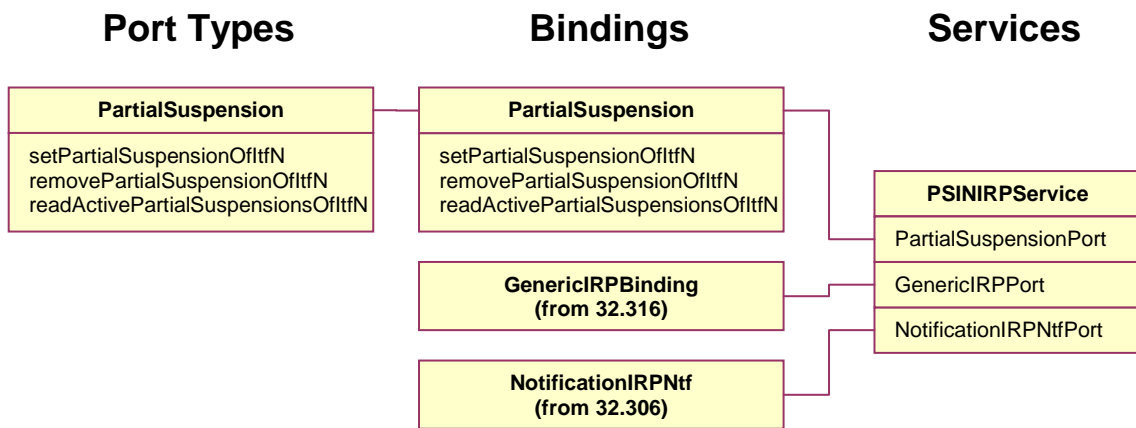 Port Types
Bindings
Services
PartialSuspension
setPartialSuspensionOfItfN
removePartialSuspensionOfItfN
readActivePartialSuspensionsOfItfN
PartialSuspension
setPartialSuspensionOfItfN
removePartialSuspensionOfItfN
readActivePartialSuspensionsOfItfN
GenericIRPBinding
(from 32.316)
NotificationIRPNtf
(from 32.306)
PSINIRPService
PartialSuspensionPort
GenericIRPPort
NotificationIRPNtfPort